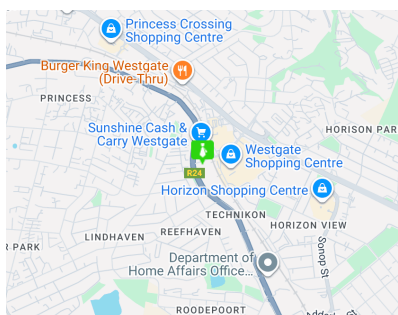 Princess Crossing
Shopping Centre
Burger King Westgate
(Drive-Thru)
PRINCESS
Sunshine Cash &
Carry Westgate
HORISON PAR
Westgate
Shopping Centre
R24
Horizon Shopping Centre
TECHNIKON
HORIZON VIEW
REEFHAVEN
LINDHAVEN
R PARK
Sonop St
Department of
Home Affairs Office...
ROODEPOORT